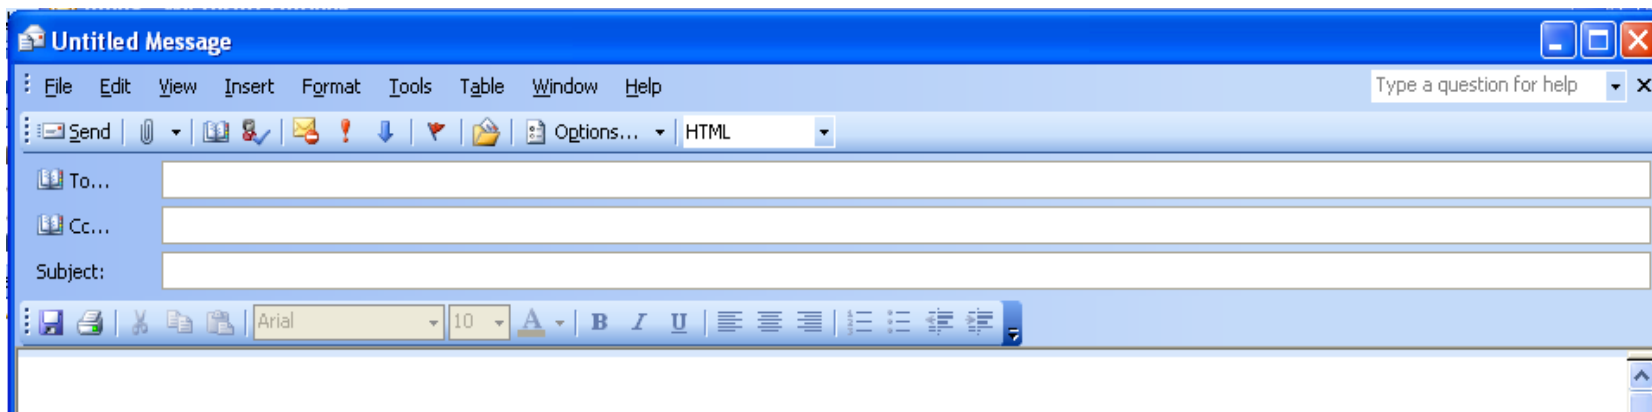 Untitled Message
File Edit View Insert Format Tools Table Window Help Type a question for help
Send Options... HTML
To...
Cc...
Subject:
Arial 10 A B I U